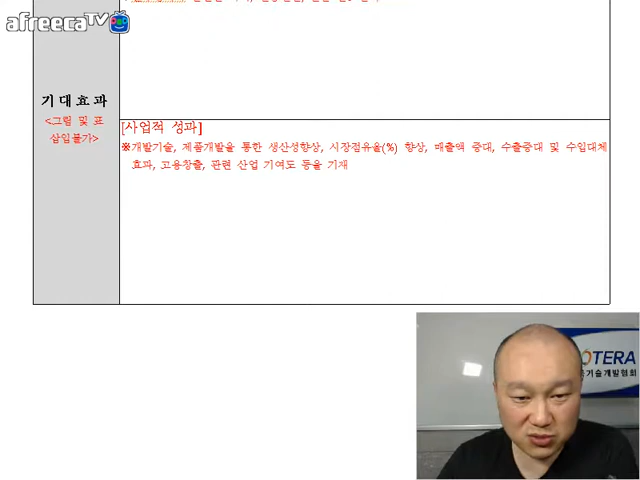 afreecaTV
기대효과
<그림 및 표
삽입불가>
[사업적 성과]
※개발기술, 제품개발을 통한 생산성향상, 시장점유율(%) 향상, 매출액 증대, 수출증대 및 수입대체
효과, 고용창출, 관련 산업 기여도 등을 기재
OTERA
기술개발협회